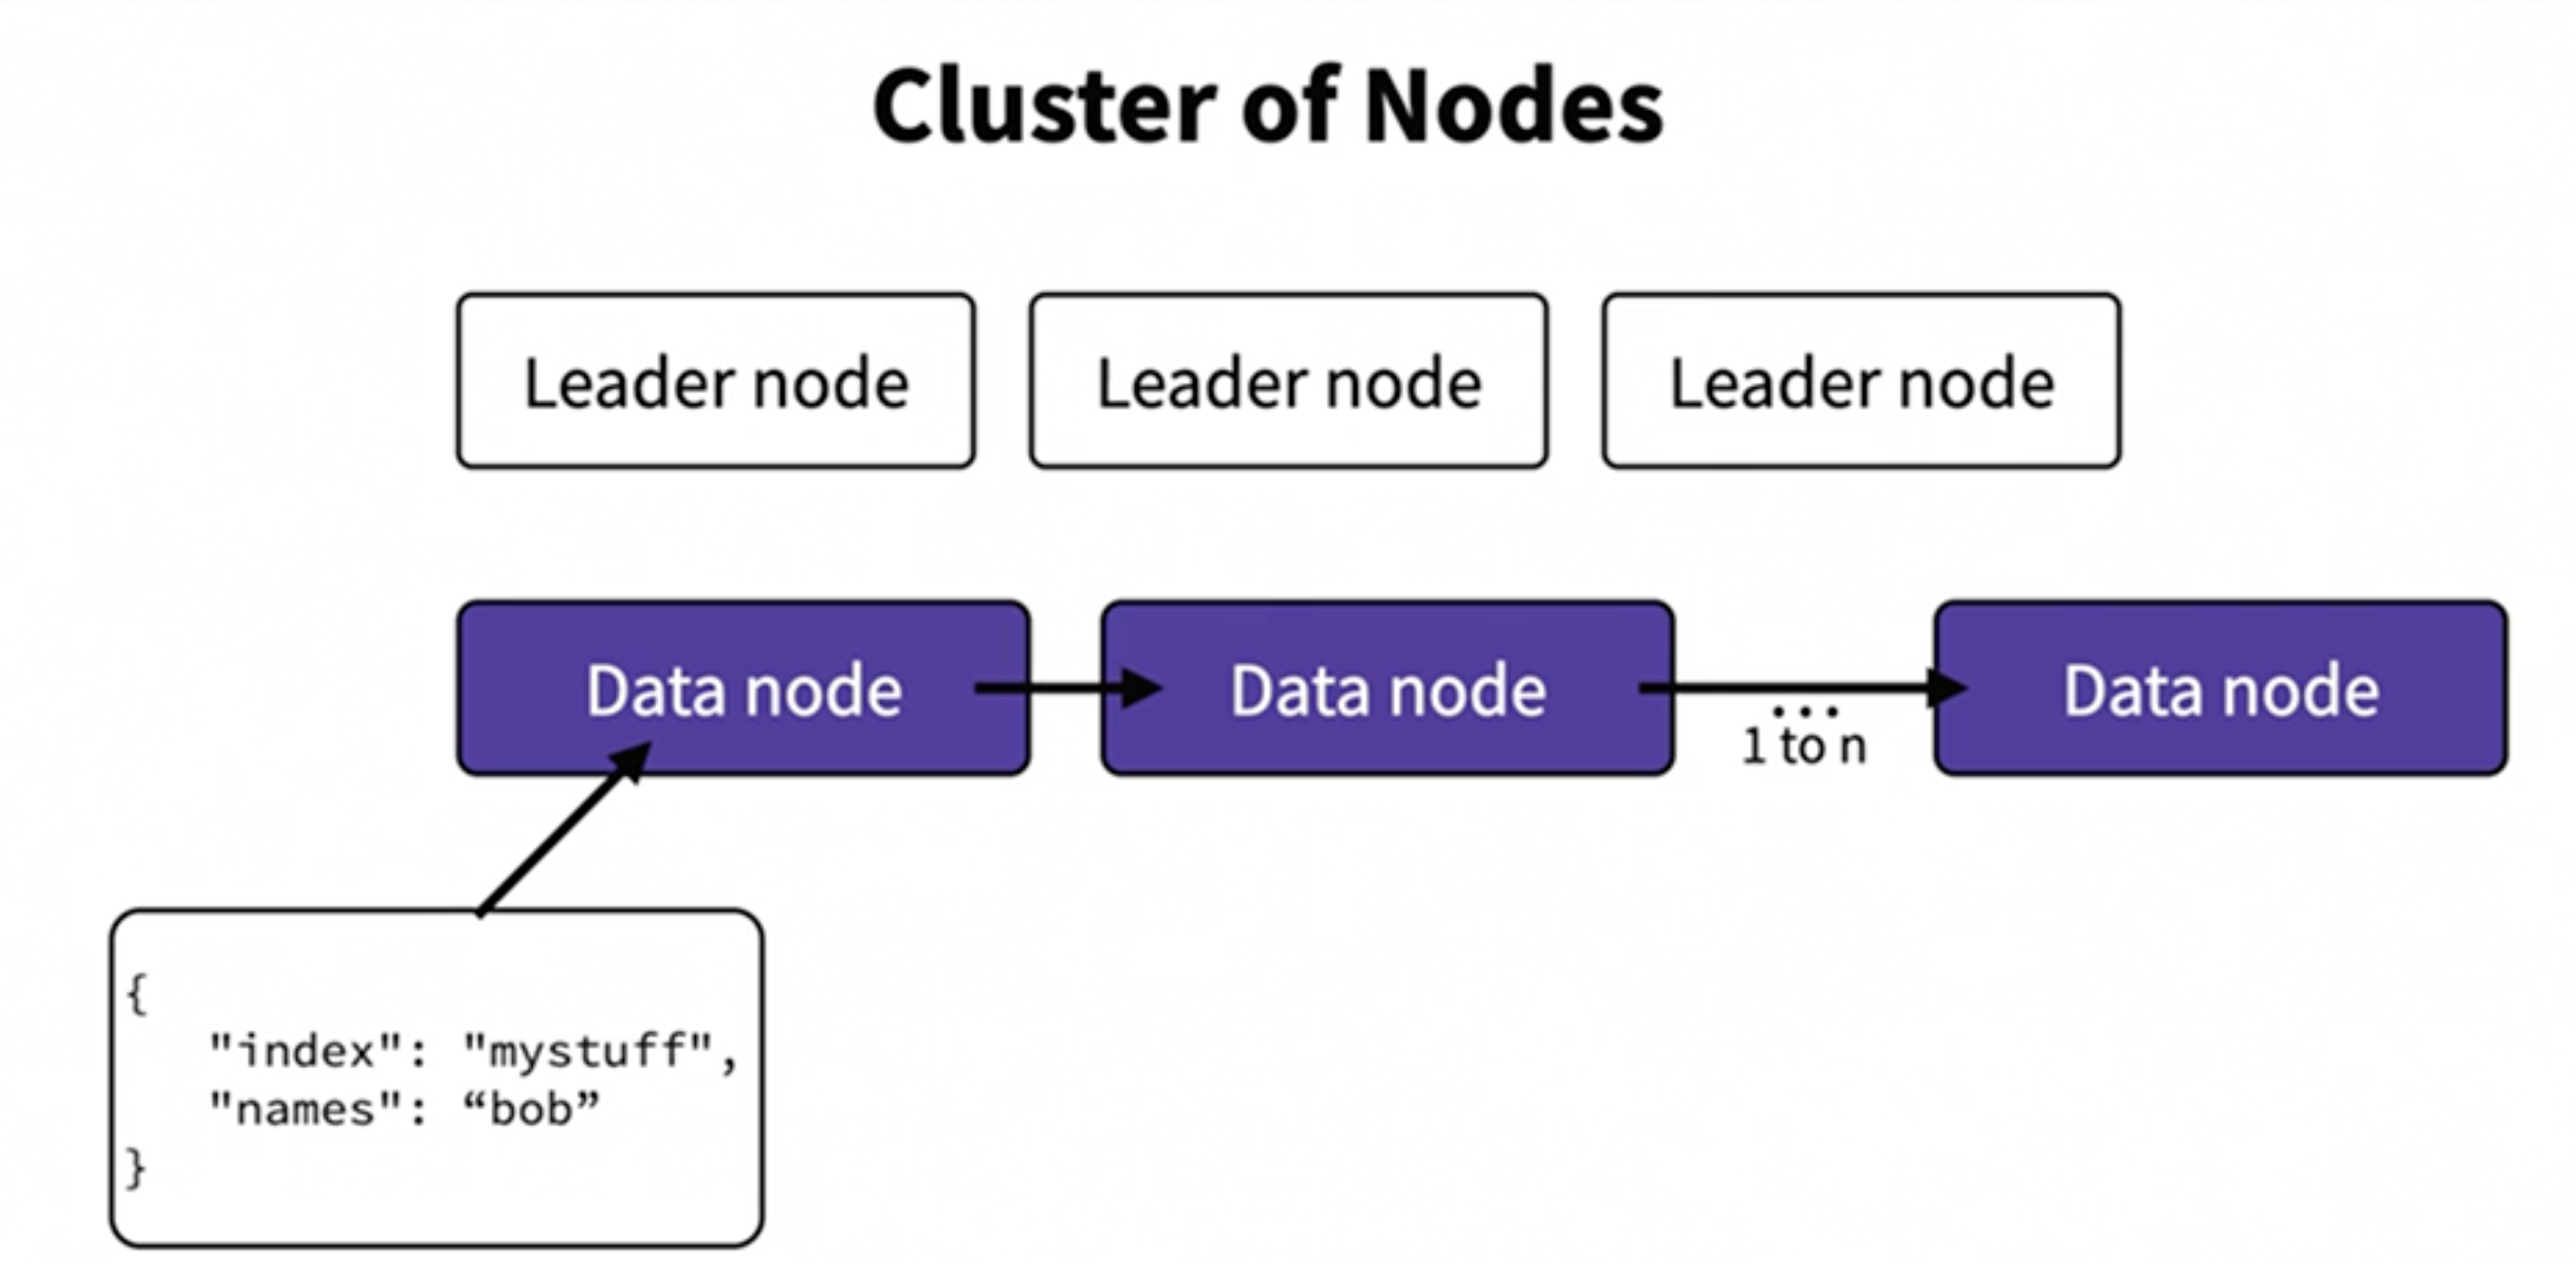 Cluster of Nodes
Leader node
Leader node
Leader node
Data node
Data node
...
1 to n
Data node
{
"index": "mystuff",
"names": “bob”
}